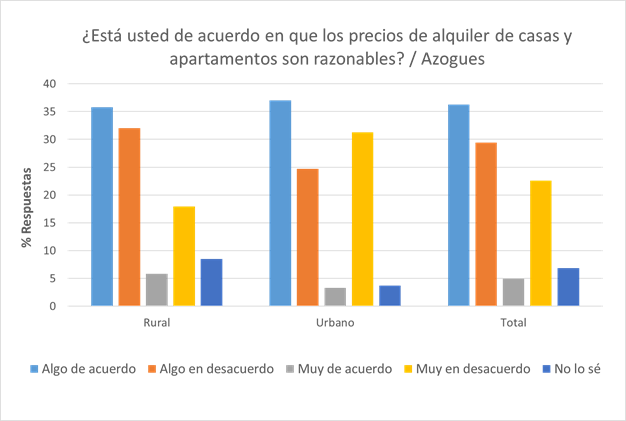 ¿Está usted de acuerdo en que los precios de alquiler de casas y
apartamentos son razonables? / Azogues
% Respuestas
40
35
30
25
20
15
10
5
0
Rural
Urbano
Total
Algo de acuerdo
Algo en desacuerdo
Muy de acuerdo
Muy en desacuerdo
No lo sé